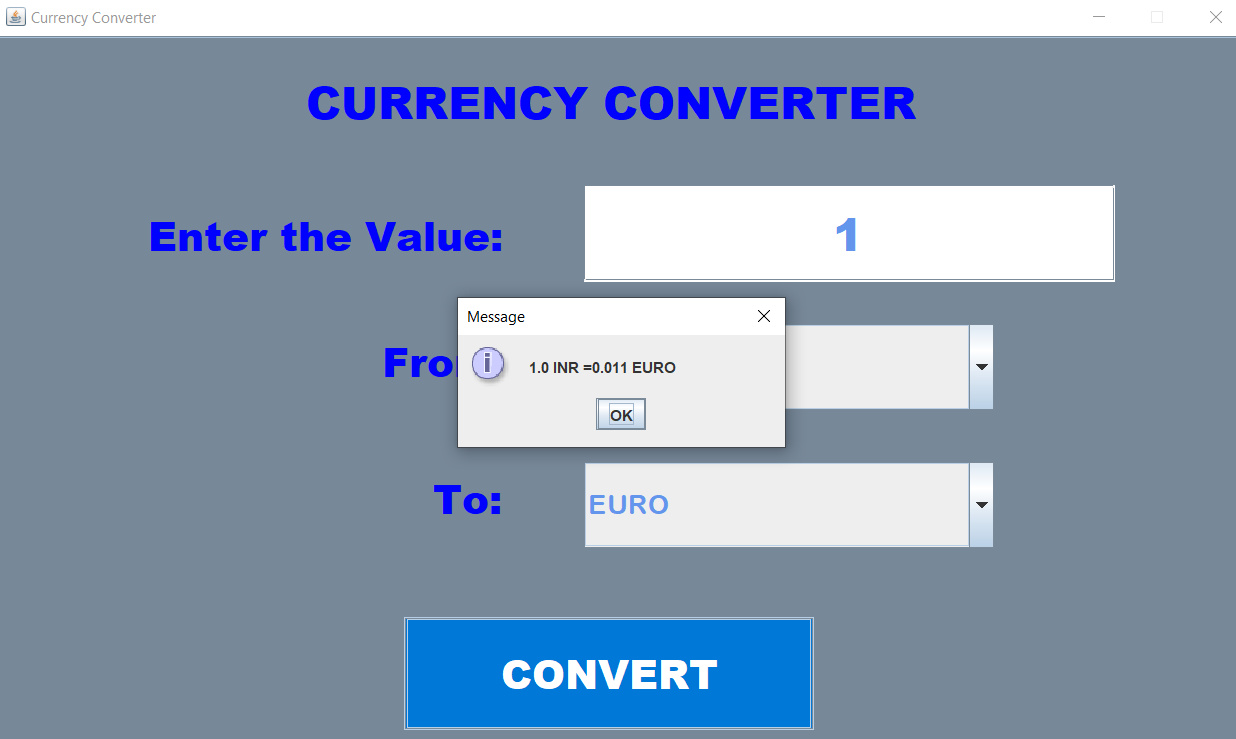 Currency Converter
CURRENCY CONVERTER
Enter the Value:
1
Message
1.0 INR =0.011 EURO
OK
To:
EURO
CONVERT